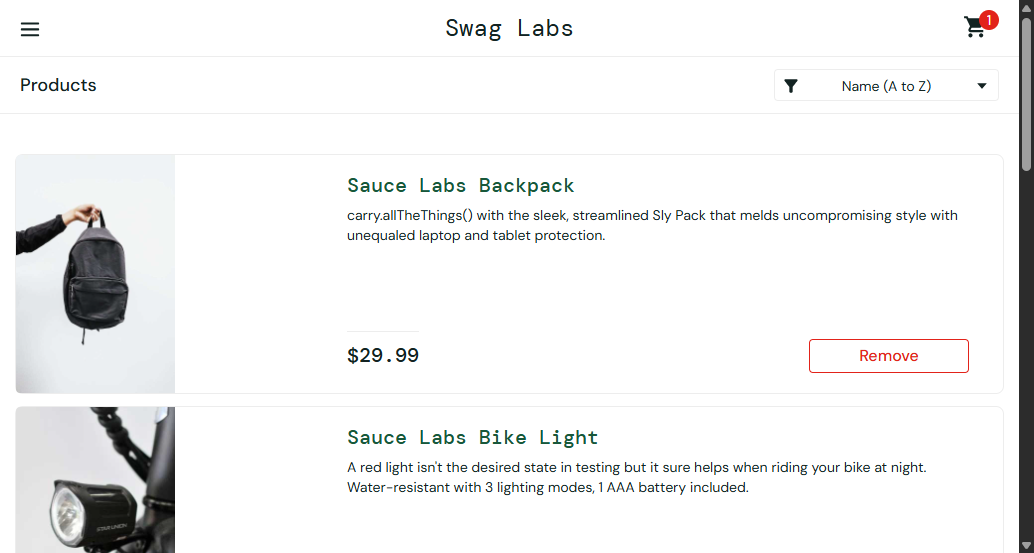 Swag Labs
1
Products
Name (A to Z)
Sauce Labs Backpack
carry.allTheThings() with the sleek, streamlined Sly Pack that melds uncompromising style with
unequaled laptop and tablet protection.
$29.99
Remove
Sauce Labs Bike Light
A red light isn't the desired state in testing but it sure helps when riding your bike at night.
Water-resistant with 3 lighting modes, 1 AAA battery included.